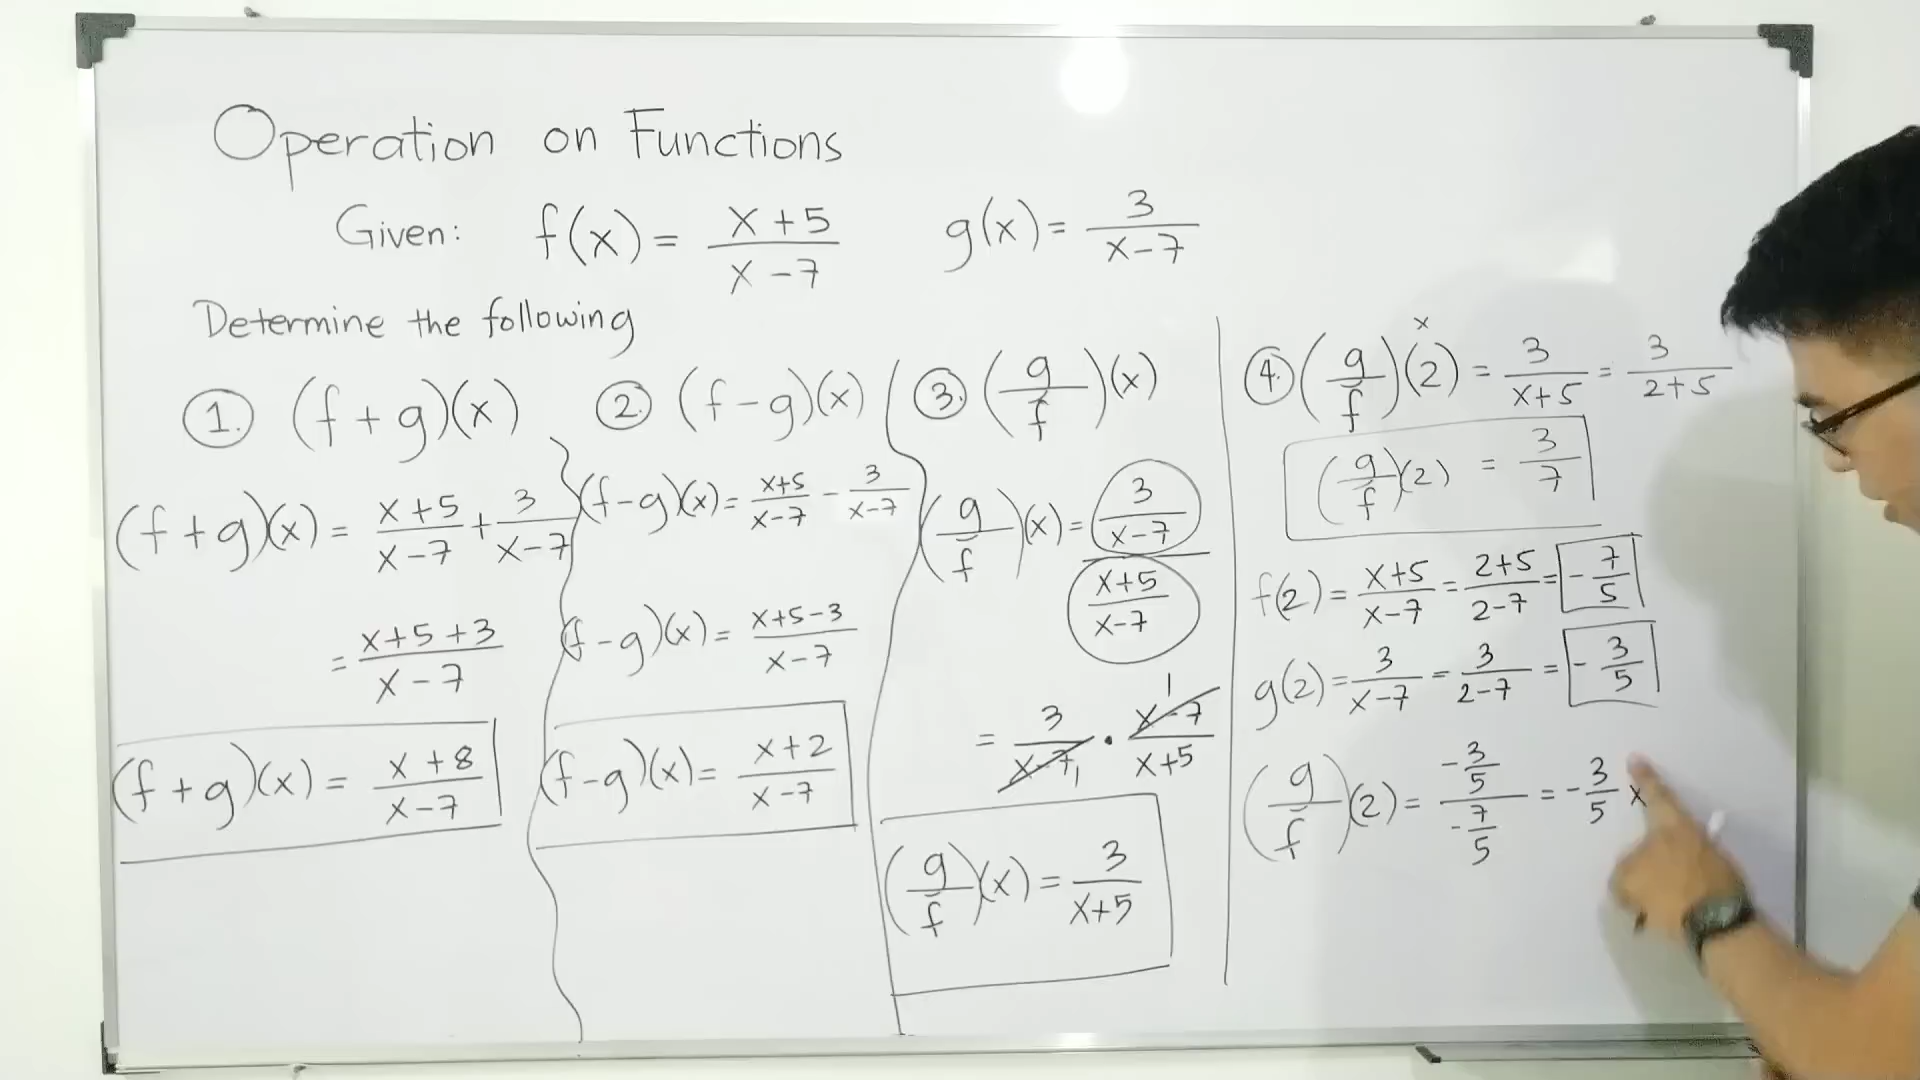 Operation on Functions
Given: f(x) = (x+5)/(x-7) g(x) = 3/(x-7)
Determine the following
1. (f+g)(x)
(f+g)(x) = (x+5)/(x-7) + 3/(x-7)
= (x+5+3)/(x-7)
(f+g)(x) = (x+8)/(x-7)
2. (f-g)(x)
(f-g)(x) = (x+5)/(x-7) - 3/(x-7)
(f-g)(x) = (x+5-3)/(x-7)
(f-g)(x) = (x+2)/(x-7)
3. (g/f)(x)
(g/f)(x) = (3/(x-7))/((x+5)/(x-7))
= 3/(x-7) · (x-7)/(x+5)
1
1
(g/f)(x) = 3/(x+5)
x
4. (g/f)(2) = 3/(x+5) = 3/(2+5)
(g/f)(2) = 3/7
f(2) = (x+5)/(x-7) = (2+5)/(2-7) = -7/5
g(2) = 3/(x-7) = 3/(2-7) = -3/5
(g/f)(2) = (-3/5)/(-7/5) = -3/5 x